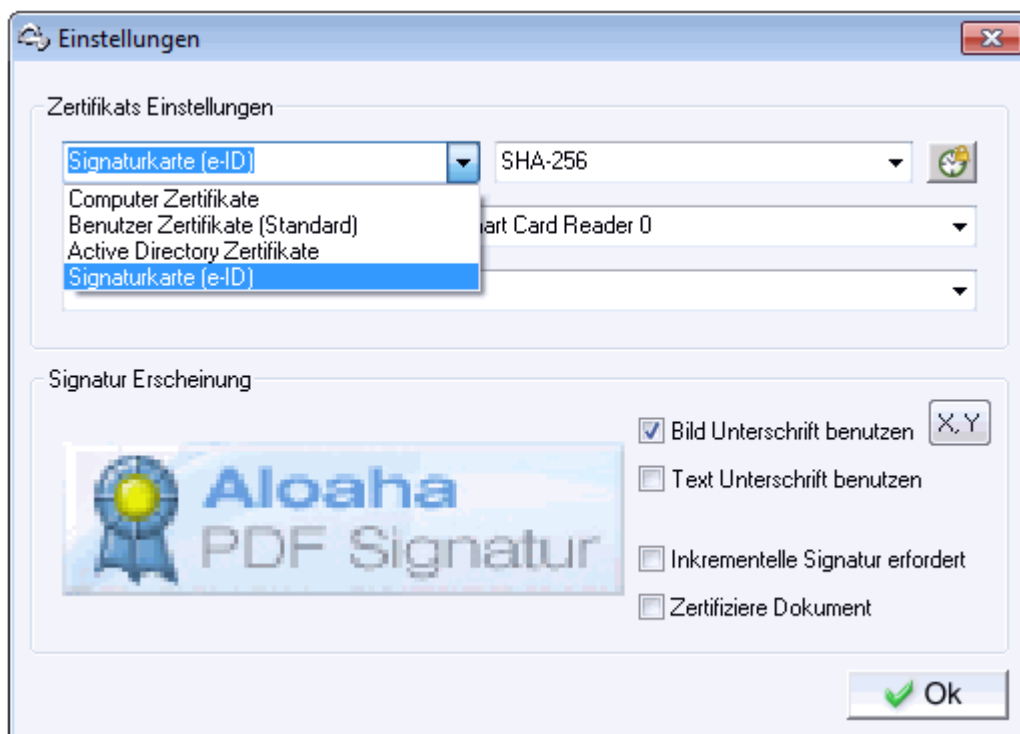 Einstellungen
Zertifikats Einstellungen
Signaturkarte (e-ID)
SHA-256
Computer Zertifikate
Benutzer Zertifikate (Standard)
Active Directory Zertifikate
Signaturkarte (e-ID)
Card Reader 0
Signatur Erscheinung
Aloaha
PDF Signatur
Bild Unterschrift benutzen
X,Y
Text Unterschrift benutzen
Inkrementelle Signatur erfordert
Zertifiziere Dokument
Ok